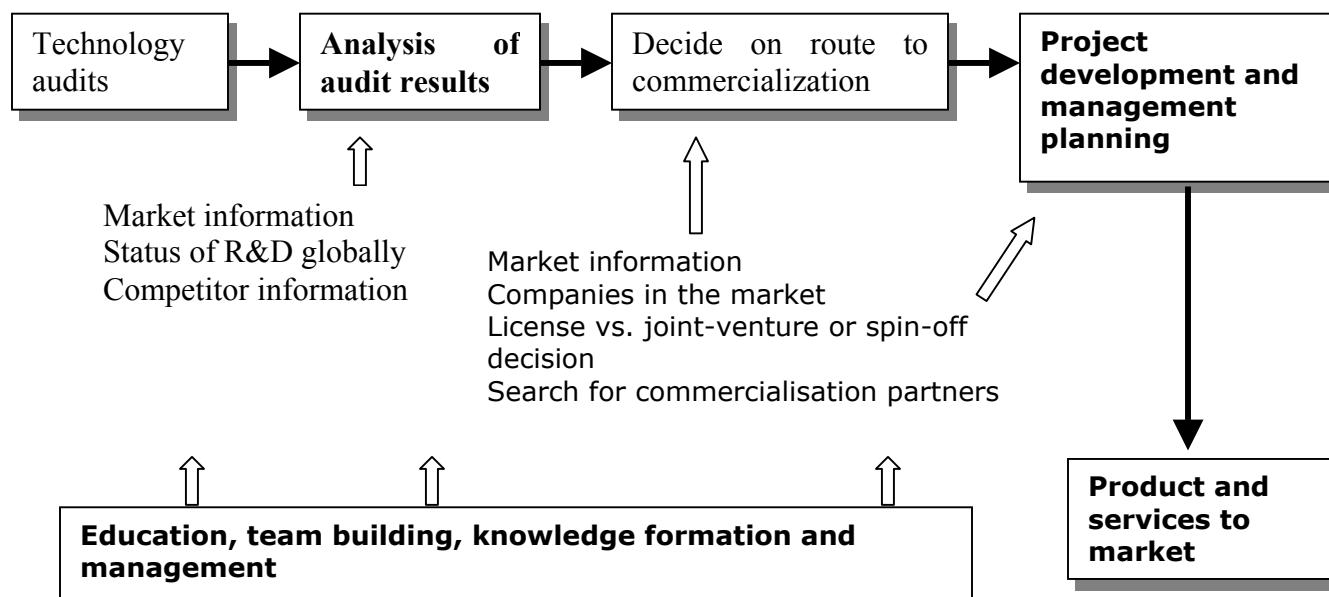 Technology
audits
Analysis of
audit results
Decide on route to
commercialization
Project
development and
management
planning
Market information
Status of R&D globally
Competitor information
Market information
Companies in the market
License vs. joint-venture or spin-off
decision
Search for commercialisation partners
Education, team building, knowledge formation and
management
Product and
services to
market